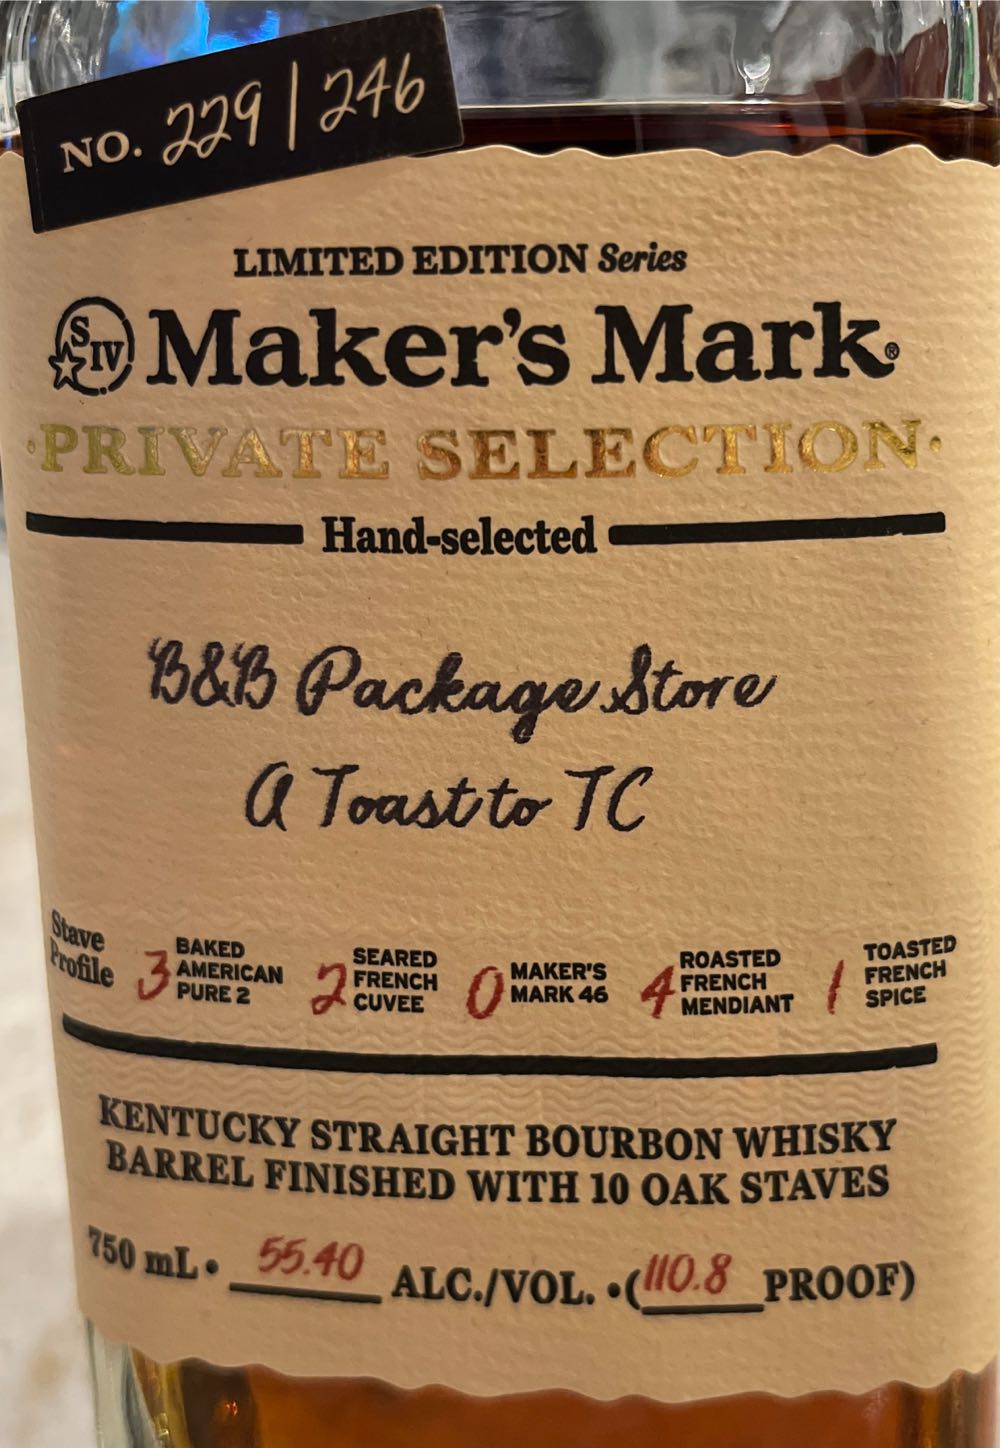 NO. 229 | 246
LIMITED EDITION Series
S IV Maker's Mark®
·PRIVATE SELECTION·
Hand-selected
B&B Package Store
A Toast to TC
Stave Profile
3 BAKED AMERICAN PURE 2
2 SEARED FRENCH CUVEE
0 MAKER'S MARK 46
4 ROASTED FRENCH MENDIANT
1 TOASTED FRENCH SPICE
KENTUCKY STRAIGHT BOURBON WHISKY
BARREL FINISHED WITH 10 OAK STAVES
750 mL • 55.40 ALC./VOL. • (110.8 PROOF)